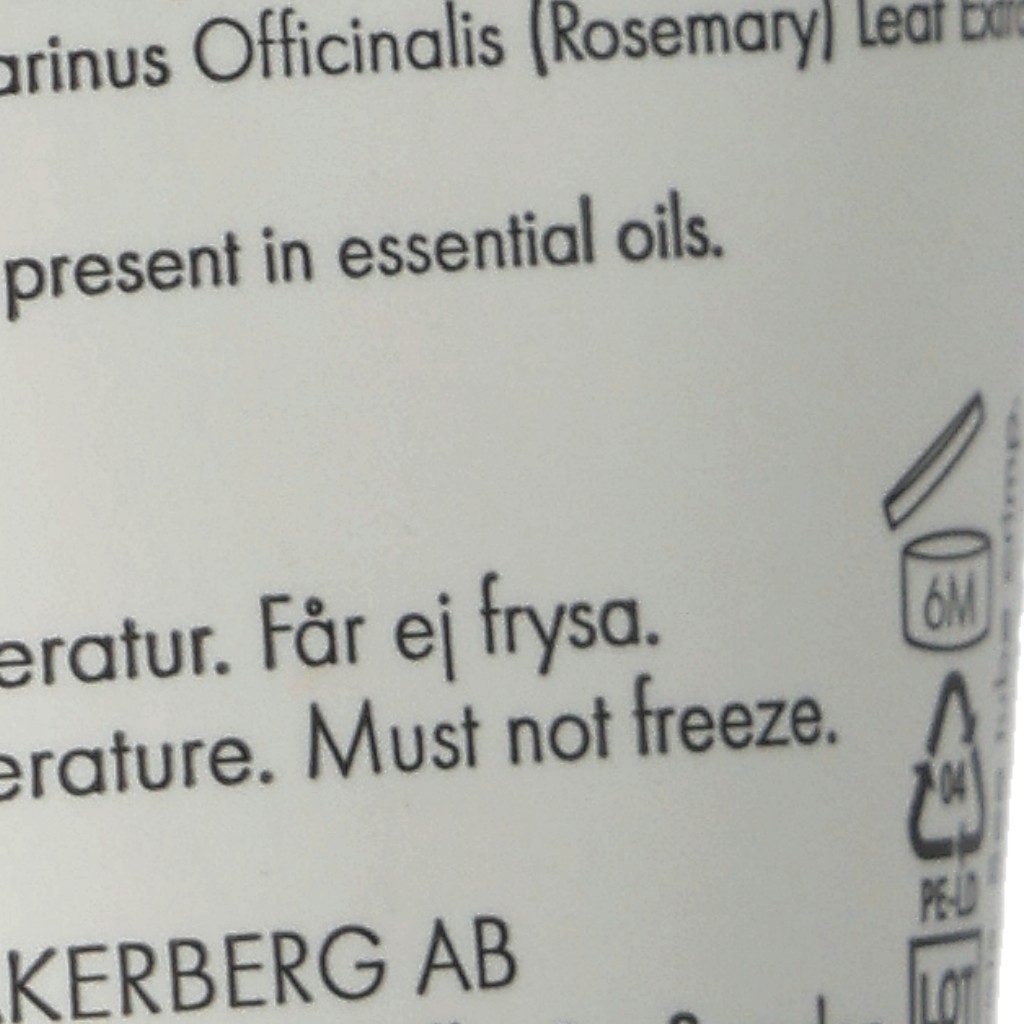 arinus Officinalis (Rosemary) Leaf
present in essential oils.
6M
eratur. Får ej frysa.
erature. Must not freeze.
04
PE-LD
KERBERG AB
LOT